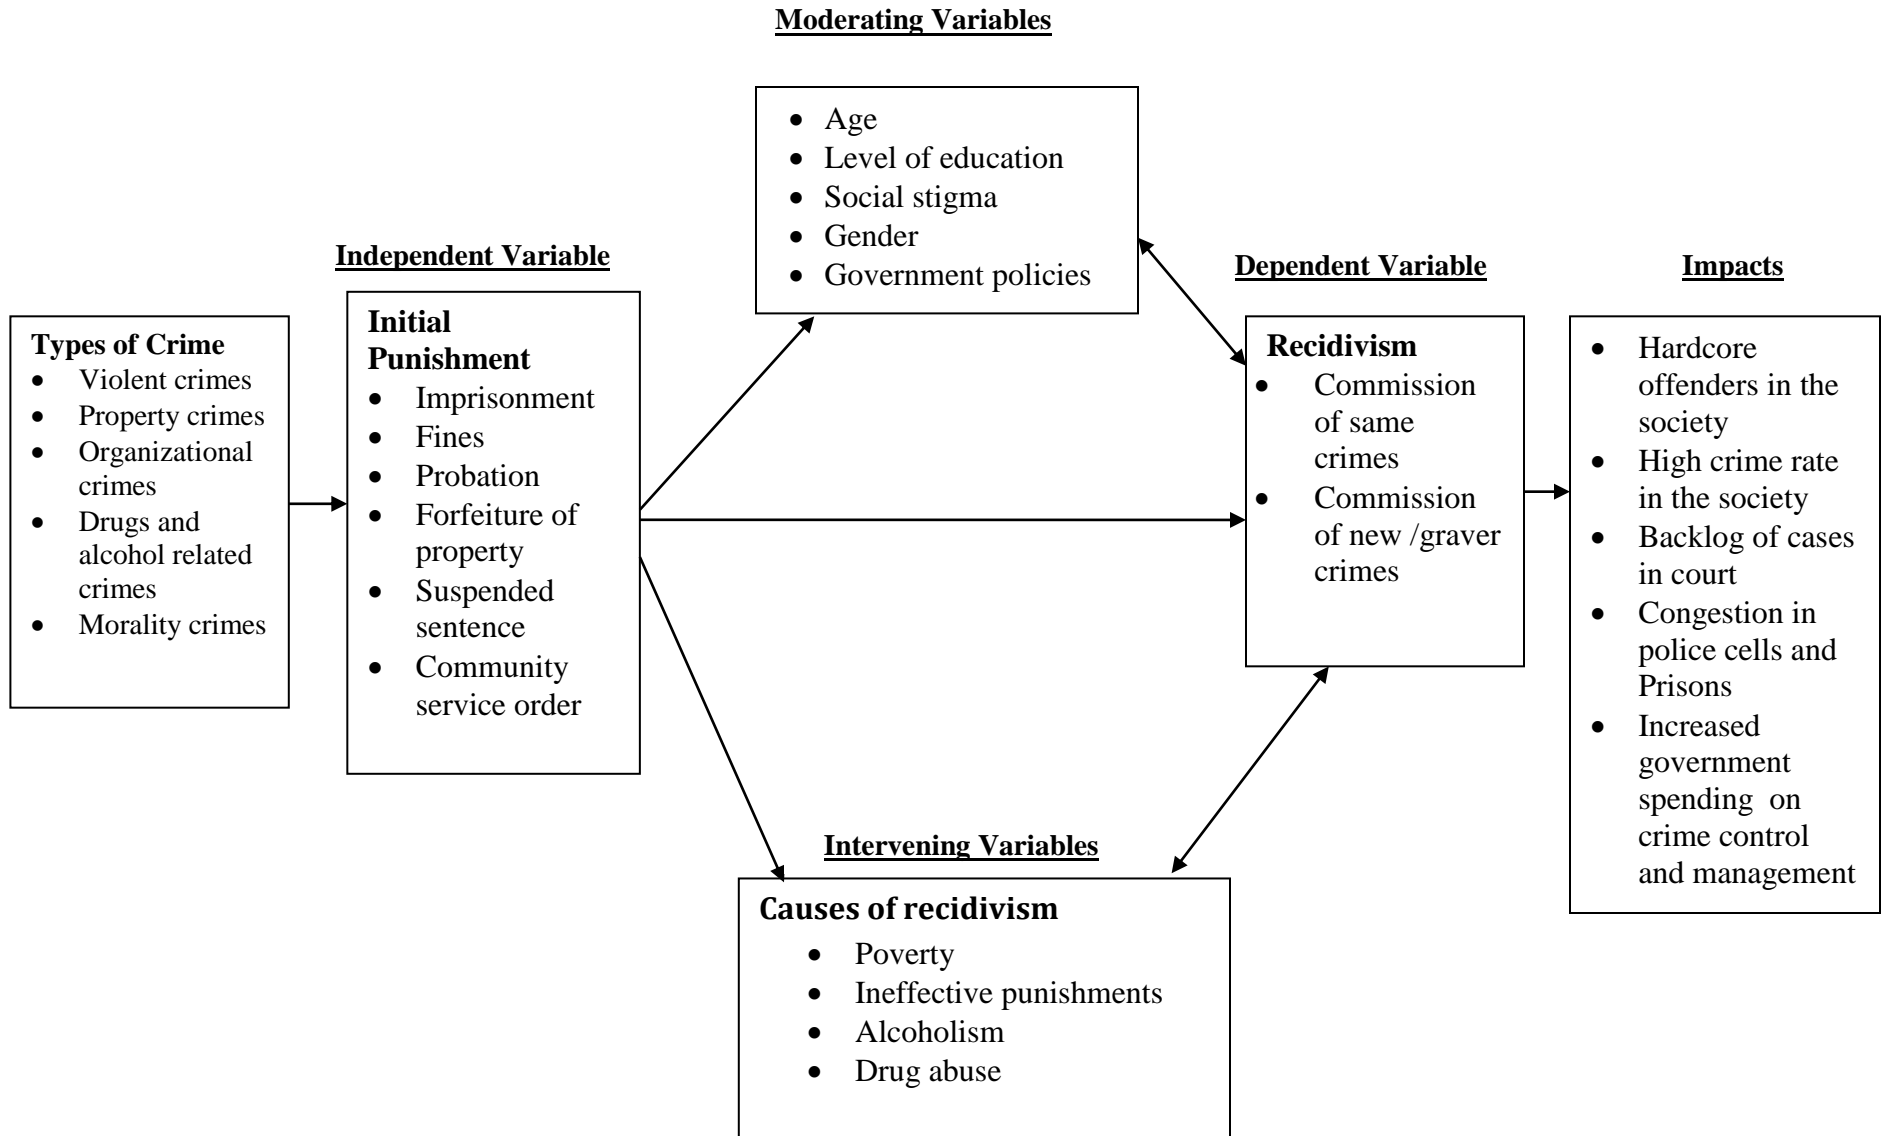 Moderating Variables
• Age
• Level of education
• Social stigma
• Gender
• Government policies
Independent Variable
Dependent Variable
Impacts
Types of Crime
• Violent crimes
• Property crimes
• Organizational
crimes
• Drugs and
alcohol related
crimes
• Morality crimes
Initial
Punishment
• Imprisonment
• Fines
• Probation
• Forfeiture of
property
• Suspended
sentence
• Community
service order
Recidivism
• Commission
of same
crimes
• Commission
of new /graver
crimes
• Hardcore
offenders in the
society
• High crime rate
in the society
• Backlog of cases
in court
• Congestion in
police cells and
Prisons
• Increased
government
spending on
crime control
and management
Intervening Variables
Causes of recidivism
• Poverty
• Ineffective punishments
• Alcoholism
• Drug abuse